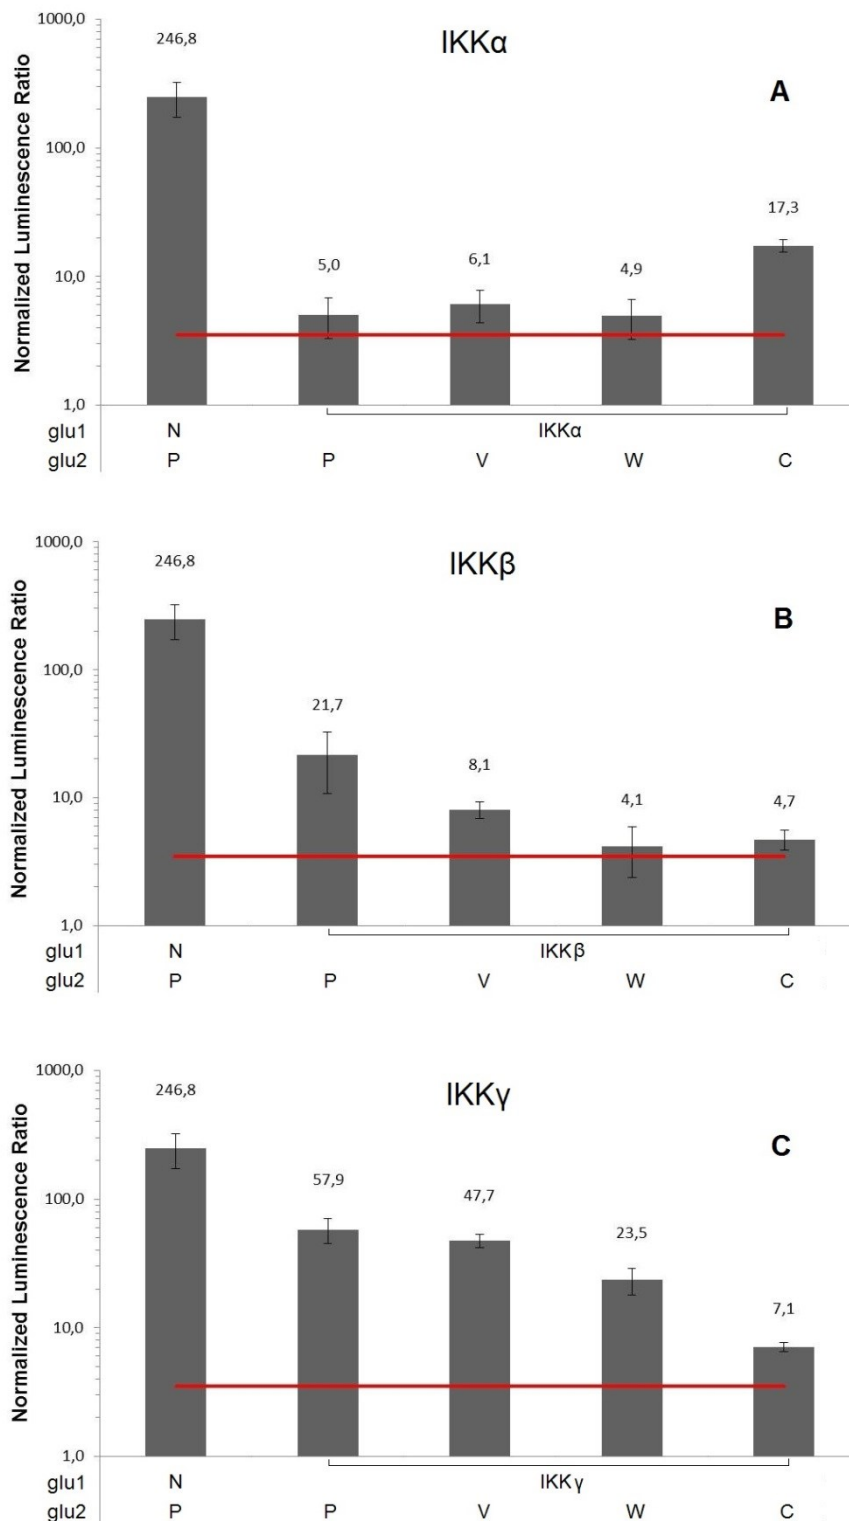 1000,0
246,8
IKKα
A
Normalized Luminescence Ratio
100,0
17,3
10,0
5,0
6,1
4,9
1,0
glu1 N IKKα
glu2 P P V W C
1000,0
246,8
IKKβ
B
Normalized Luminescence Ratio
100,0
21,7
10,0
8,1
4,1
4,7
1,0
glu1 N IKKβ
glu2 P P V W C
1000,0
246,8
IKKγ
C
Normalized Luminescence Ratio
100,0
57,9
47,7
23,5
10,0
7,1
1,0
glu1 N IKKγ
glu2 P P V W C